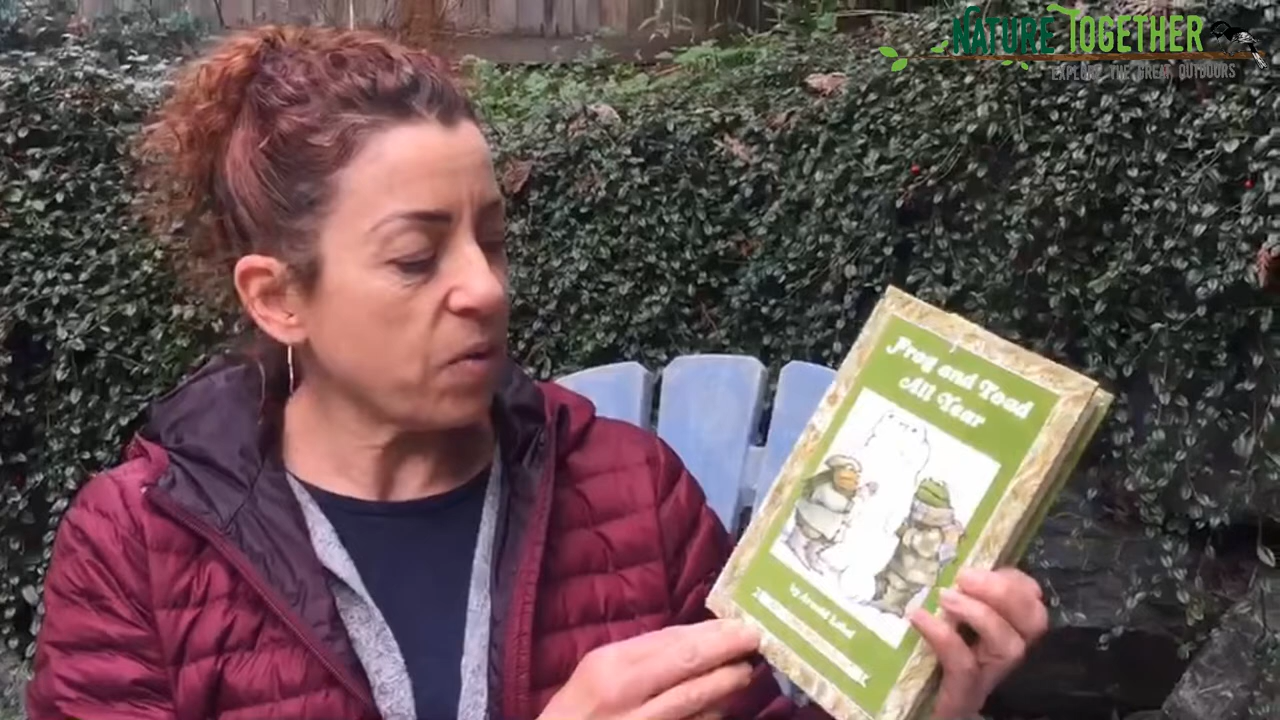 NATURE TOGETHER
EXPLORE THE GREAT OUTDOORS
Frog and Toad
All Year
by Arnold Lobel